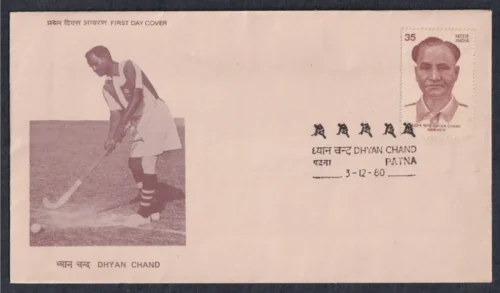 प्रथम दिवस आवरण FIRST DAY COVER
35 भारत
INDIA
ध्यान चन्द DHYAN CHAND
पटना PATNA
3-12-80
ध्यान चन्द DHYAN CHAND